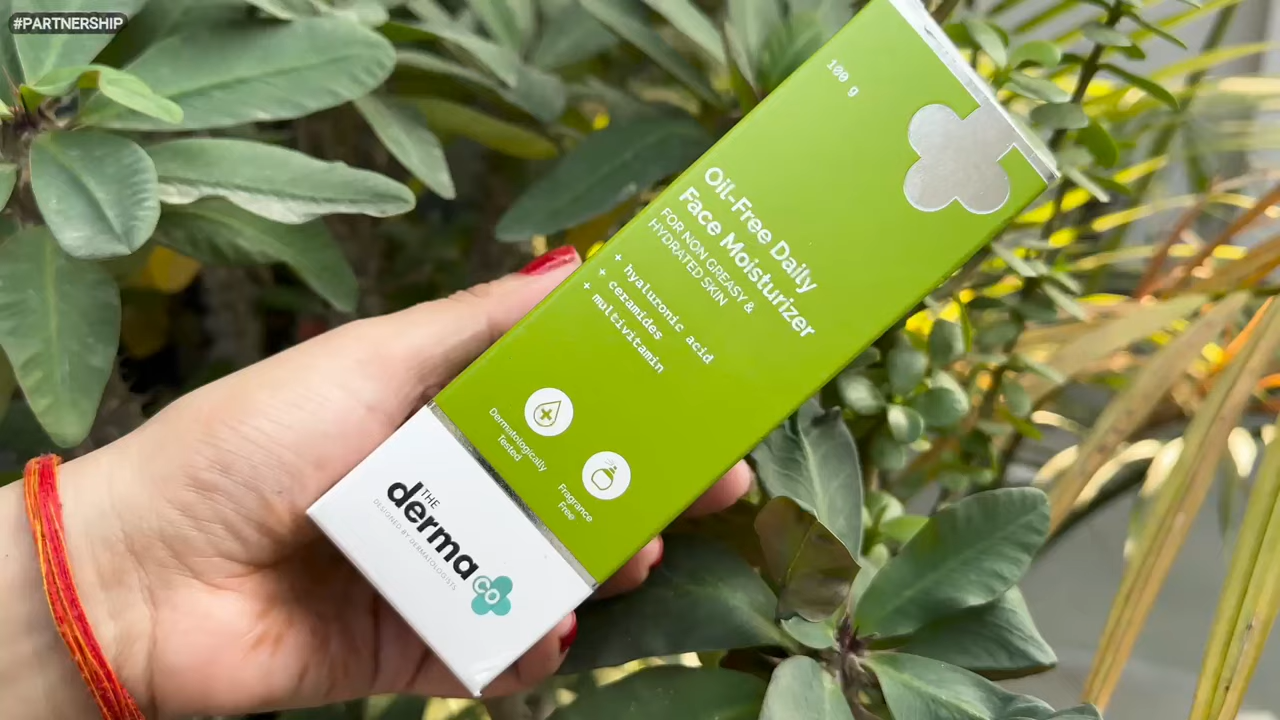 #PARTNERSHIP
100 g
Oil-Free Daily
Face Moisturizer
FOR NON GREASY &
HYDRATED SKIN
+ hyaluronic acid
+ ceramides
+ multivitamin
Dermatologically
Tested
Fragrance
Free
THE
derma
co
DESIGNED BY DERMATOLOGISTS